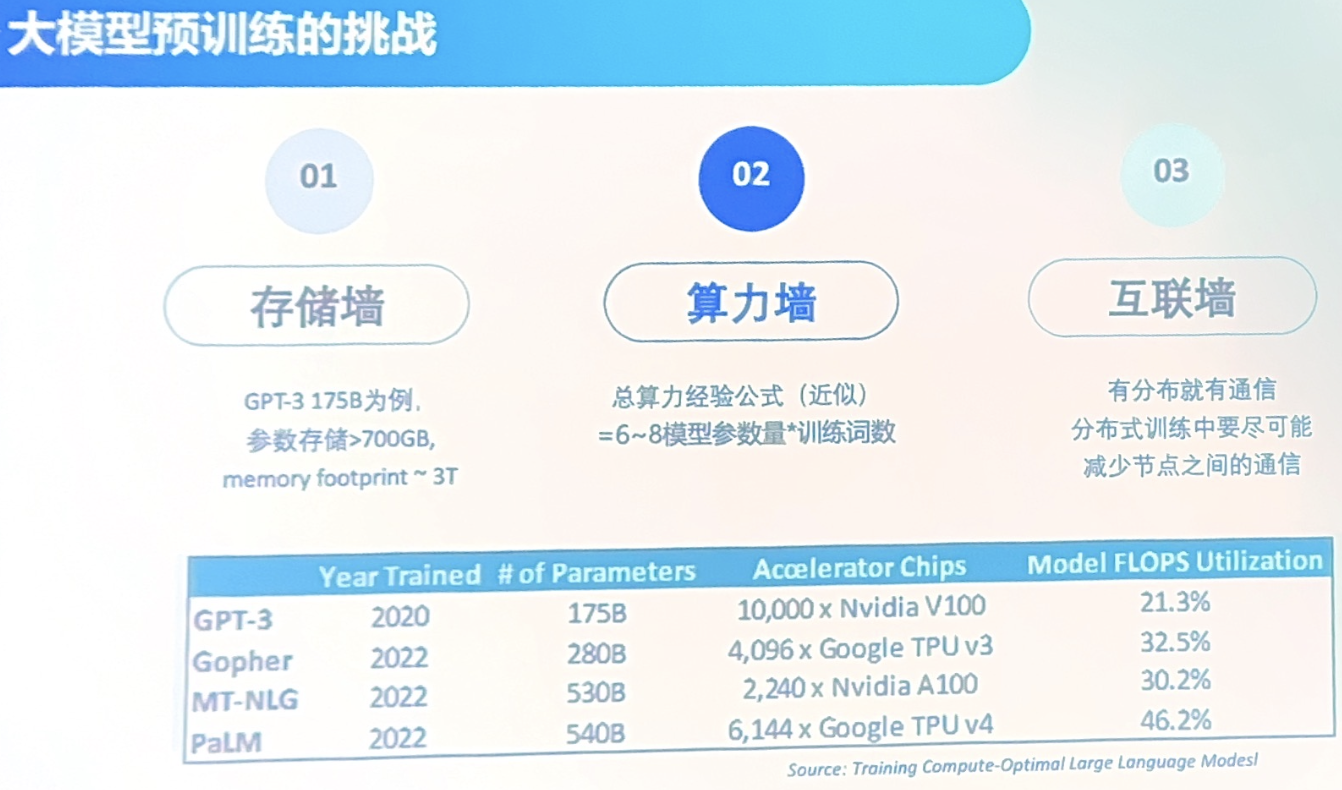 大模型预训练的挑战
01
02
03
存储墙
算力墙
互联墙
GPT-3 175B为例,
参数存储>700GB,
memory footprint ~ 3T
总算力经验公式（近似）
=6~8模型参数量*训练词数
有分布就有通信
分布式训练中要尽可能
减少节点之间的通信
Year Trained # of Parameters Accelerator Chips Model FLOPS Utilization
GPT-3 2020 175B 10,000 x Nvidia V100 21.3%
Gopher 2022 280B 4,096 x Google TPU v3 32.5%
MT-NLG 2022 530B 2,240 x Nvidia A100 30.2%
PaLM 2022 540B 6,144 x Google TPU v4 46.2%
Source: Training Compute-Optimal Large Language Modesl